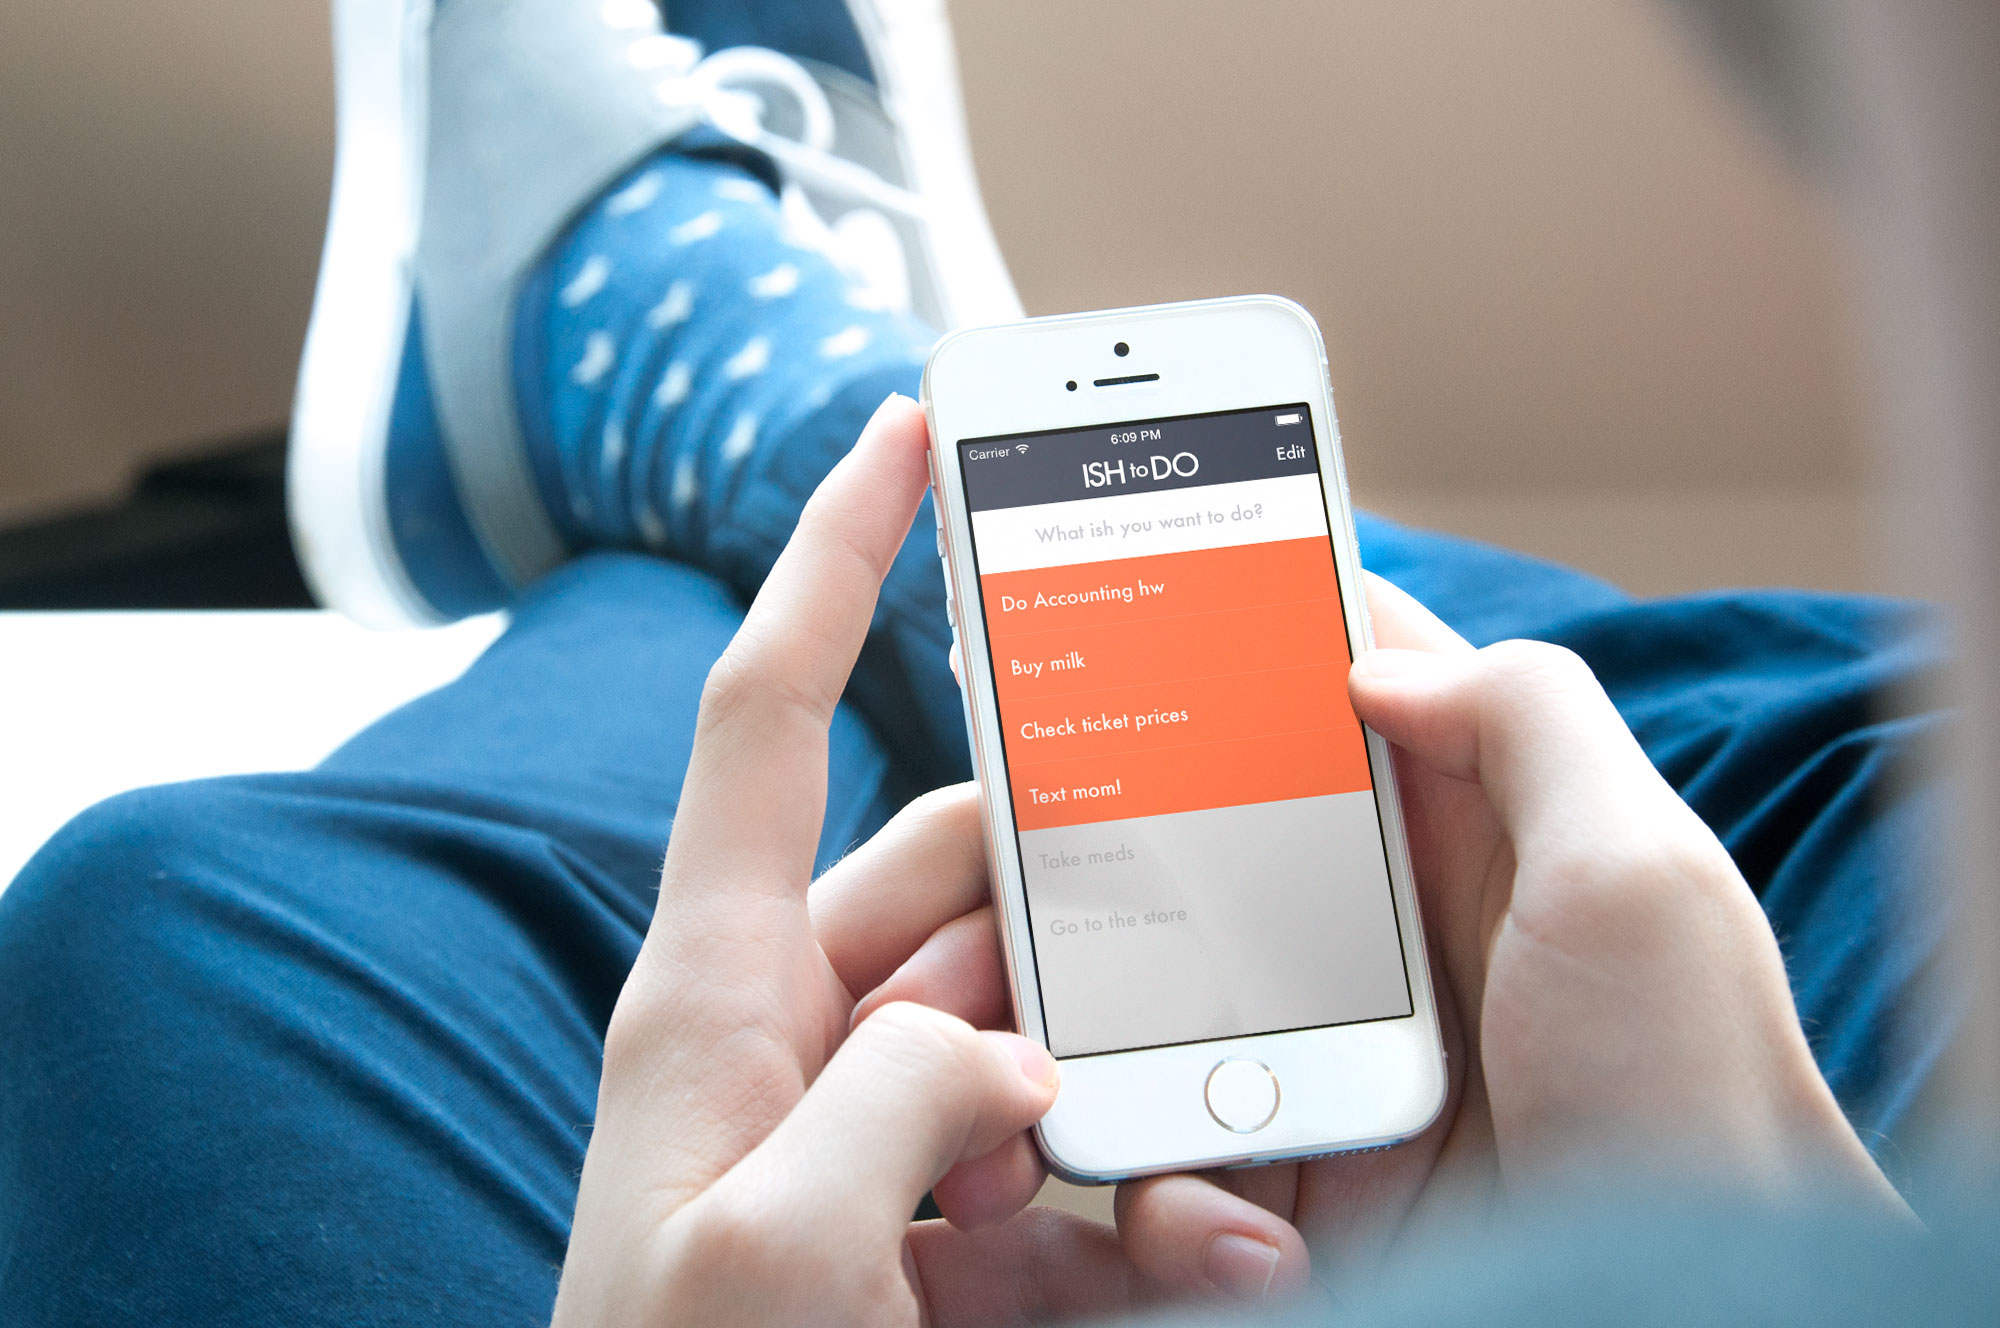 Carrier 6:09 PM
ISH to DO Edit
What ish you want to do?
Do Accounting hw
Buy milk
Check ticket prices
Text mom!
Take meds
Go to the store